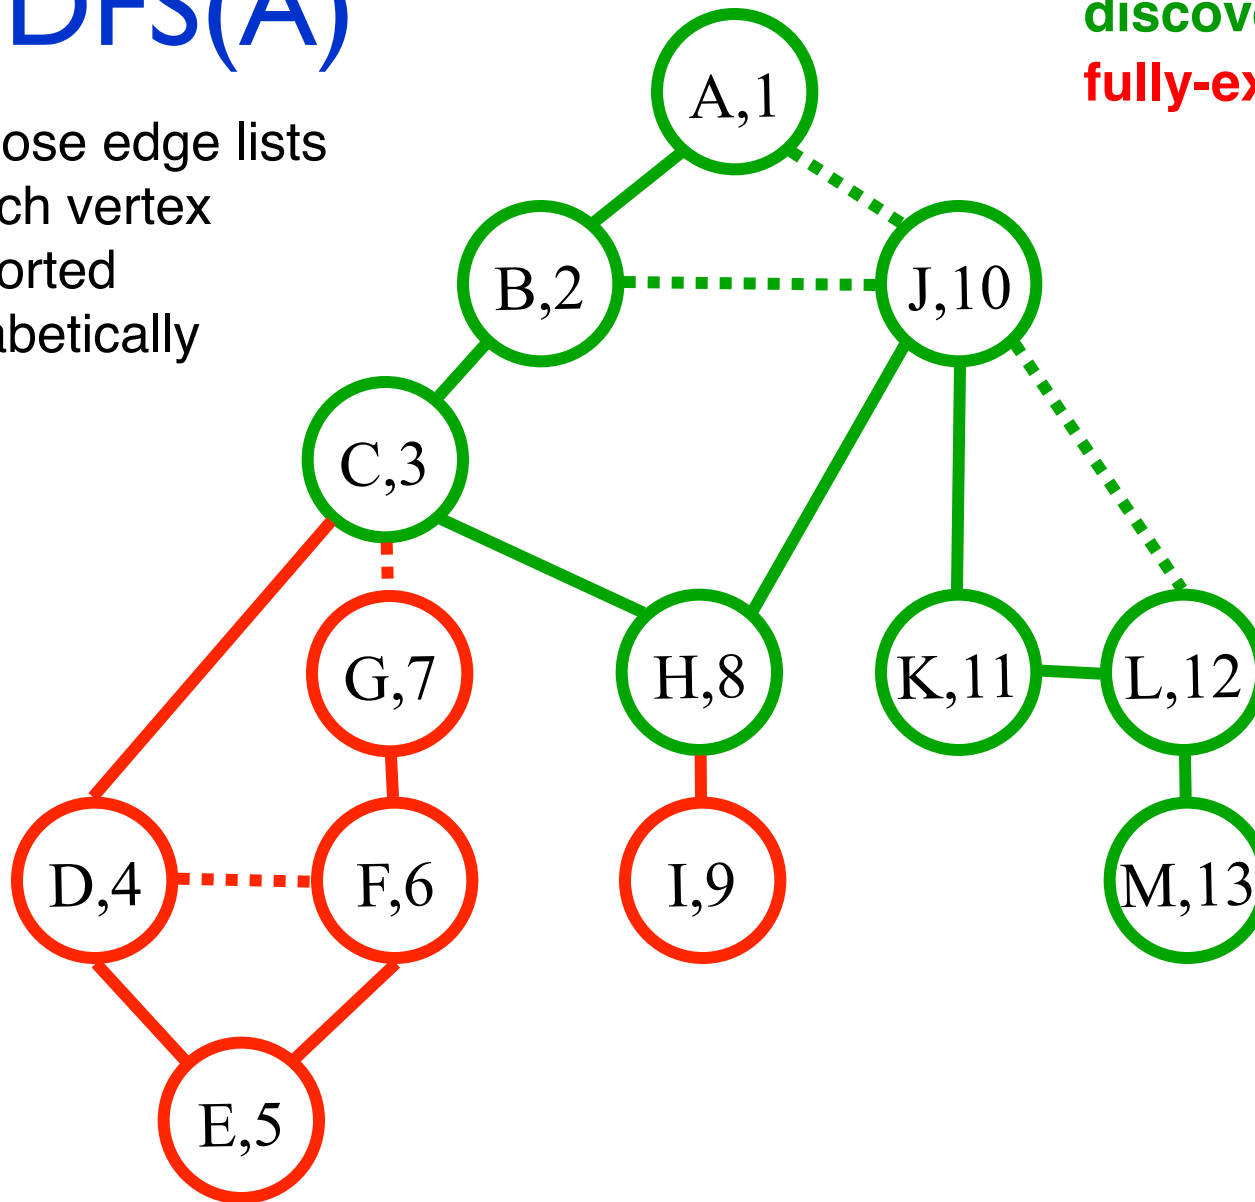 DFS(A)
discov
fully-ex
ose edge lists
ch vertex
orted
abetically
A,1
B,2
J,10
C,3
G,7
H,8
K,11
L,12
D,4
F,6
I,9
M,13
E,5